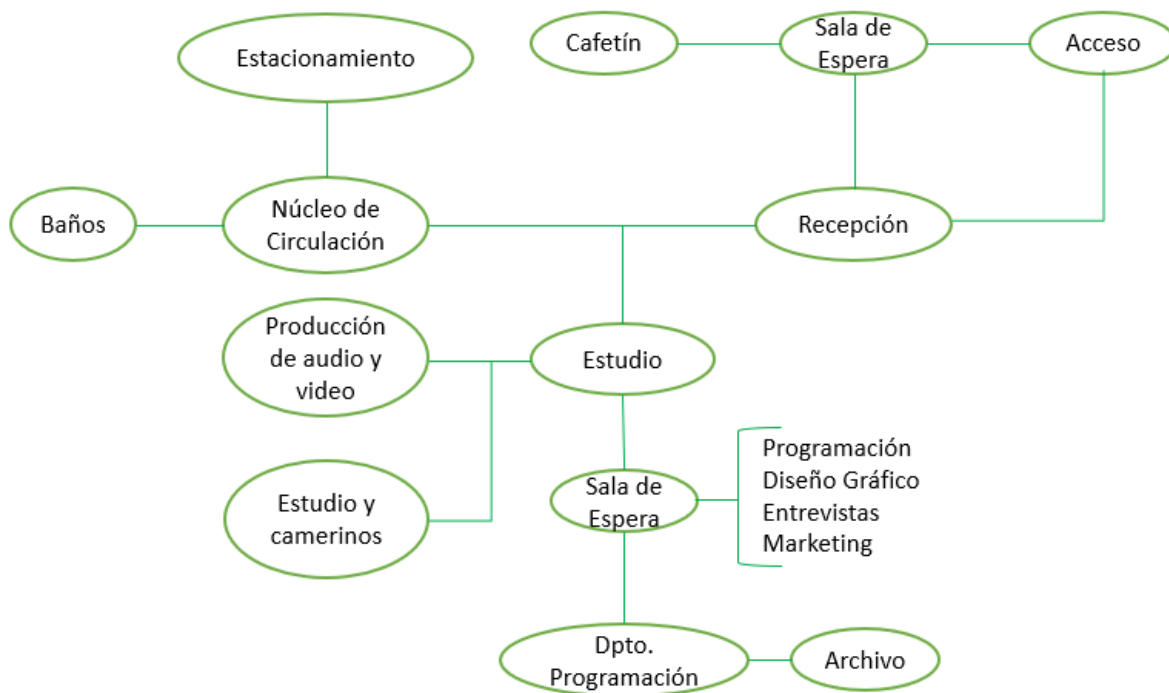 Estacionamiento
Cafetín
Sala de
Espera
Acceso
Baños
Núcleo de
Circulación
Recepción
Producción
de audio y
video
Estudio
Estudio y
camerinos
Sala de
Espera
Programación
Diseño Gráfico
Entrevistas
Marketing
Dpto.
Programación
Archivo